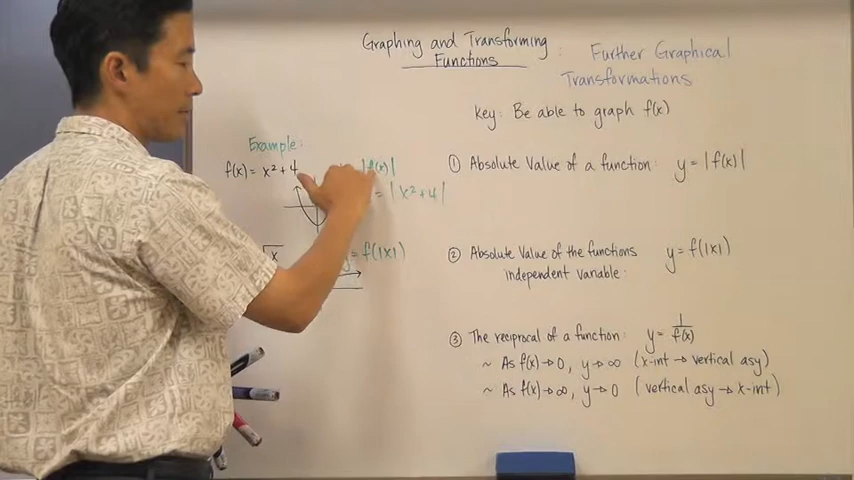 Graphing and Transforming
Functions : Further Graphical
Transformations
Key: Be able to graph f(x)
Example:
f(x) = x²+4
|f(x)|
= |x²+4|
① Absolute Value of a function: y = |f(x)|
√x
y = f(|x|)
② Absolute Value of the functions y = f(|x|)
independent variable:
③ The reciprocal of a function: y = 1/f(x)
~ As f(x)→0, y→∞ (x-int → vertical asy)
~ As f(x)→∞, y→0 (vertical asy → x-int)